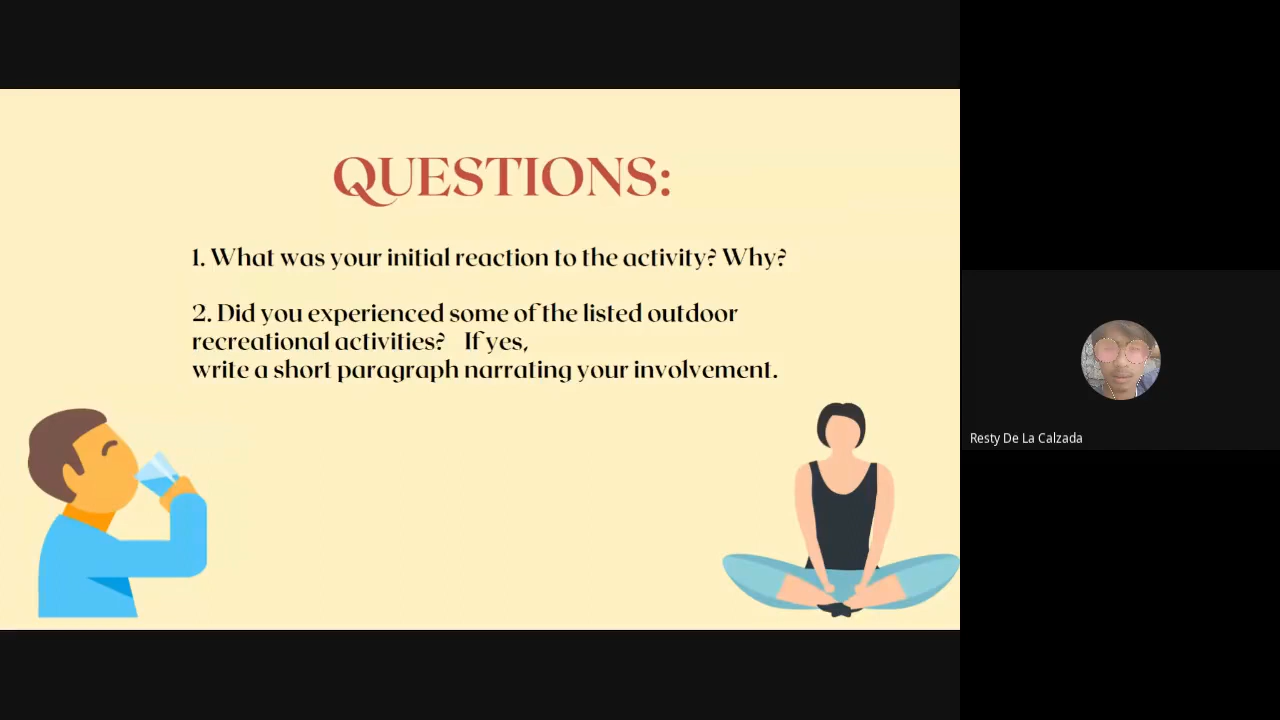 QUESTIONS:
1. What was your initial reaction to the activity? Why?
2. Did you experienced some of the listed outdoor
recreational activities? If yes,
write a short paragraph narrating your involvement.
Resty De La Calzada